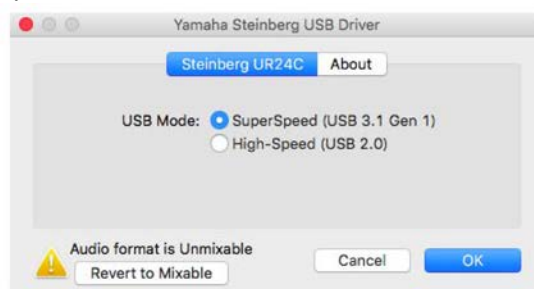 Yamaha Steinberg USB Driver
Steinberg UR24C About
USB Mode: SuperSpeed (USB 3.1 Gen 1)
High-Speed (USB 2.0)
Audio format is Unmixable
Revert to Mixable Cancel OK